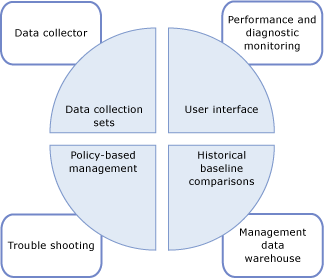 Data collector
Performance and
diagnostic
monitoring
Data collection
sets
User interface
Policy-based
management
Historical
baseline
comparisons
Trouble shooting
Management
data
warehouse